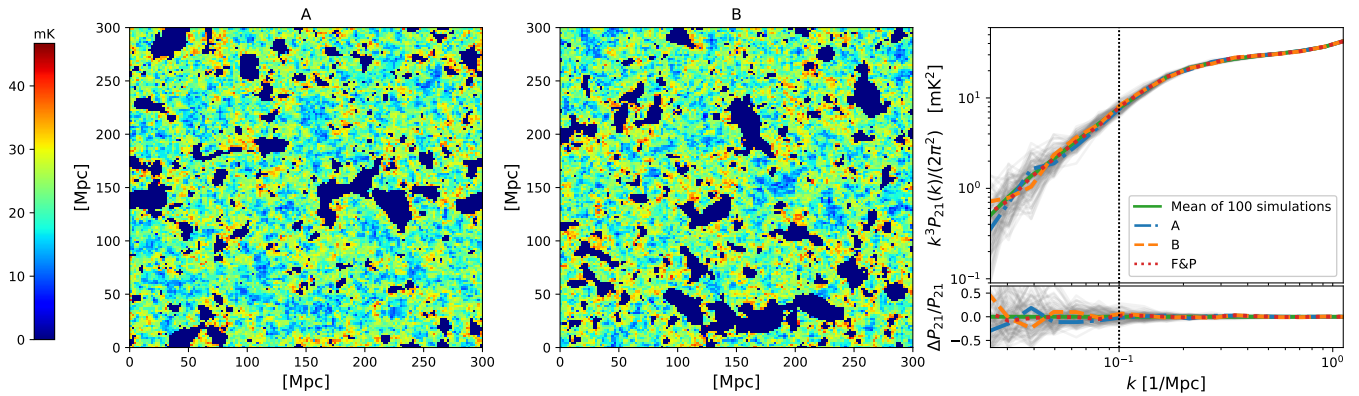 mK
40
30
20
10
0
A
300
250
200
150
100
50
0
[Mpc]
0 50 100 150 200 250 300
[Mpc]
B
300
250
200
150
100
50
0
[Mpc]
0 50 100 150 200 250 300
[Mpc]
k³P₂₁(k)/(2π²) [mK²]
10¹
10⁰
10⁻¹
Mean of 100 simulations
A
B
F&P
ΔP₂₁/P₂₁
0.5
0.0
−0.5
10⁻¹ 10⁰
k [1/Mpc]